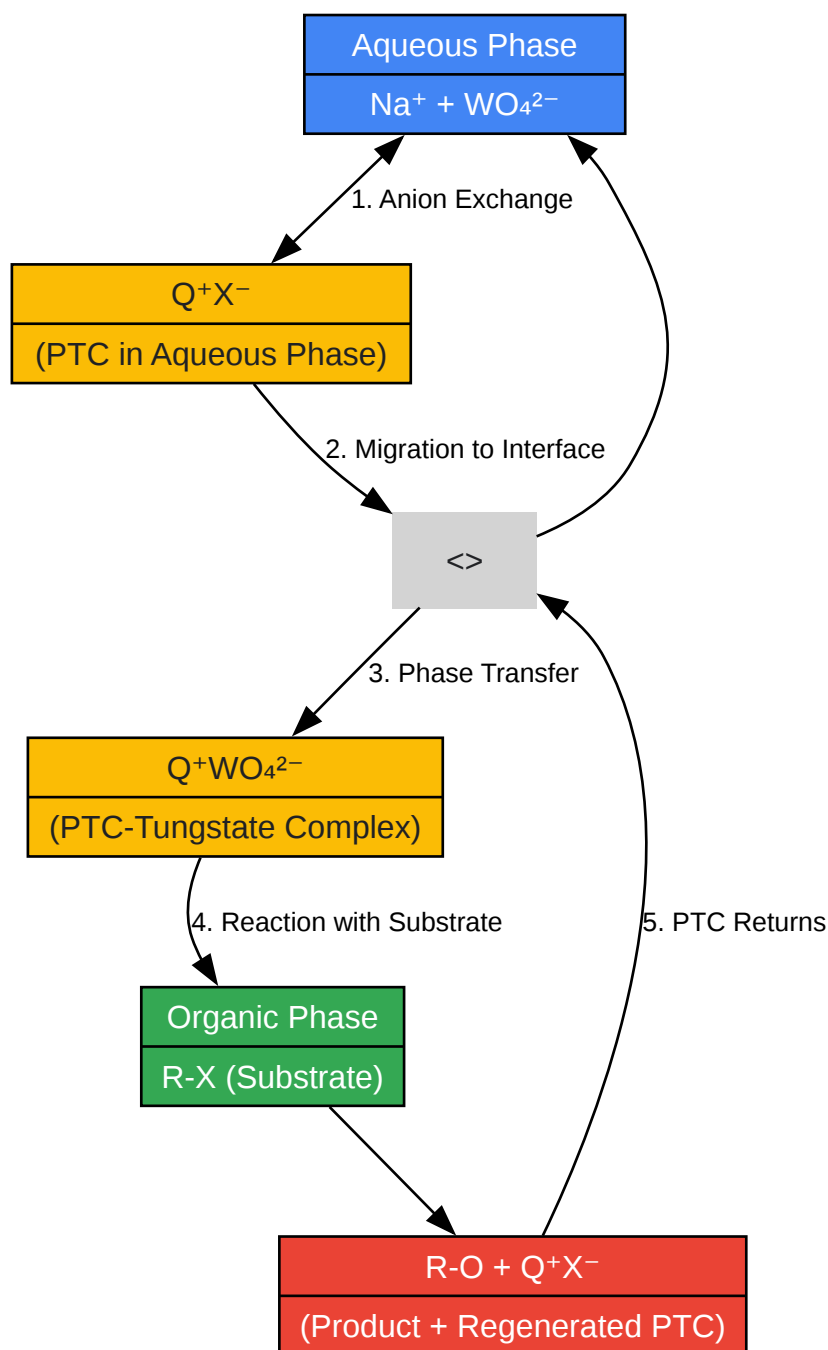 Aqueous Phase
Na⁺ + WO₄²⁻
1. Anion Exchange
Q⁺X⁻
(PTC in Aqueous Phase)
2. Migration to Interface
<>
3. Phase Transfer
Q⁺WO₄²⁻
(PTC-Tungstate Complex)
4. Reaction with Substrate
5. PTC Returns
Organic Phase
R-X (Substrate)
R-O + Q⁺X⁻
(Product + Regenerated PTC)